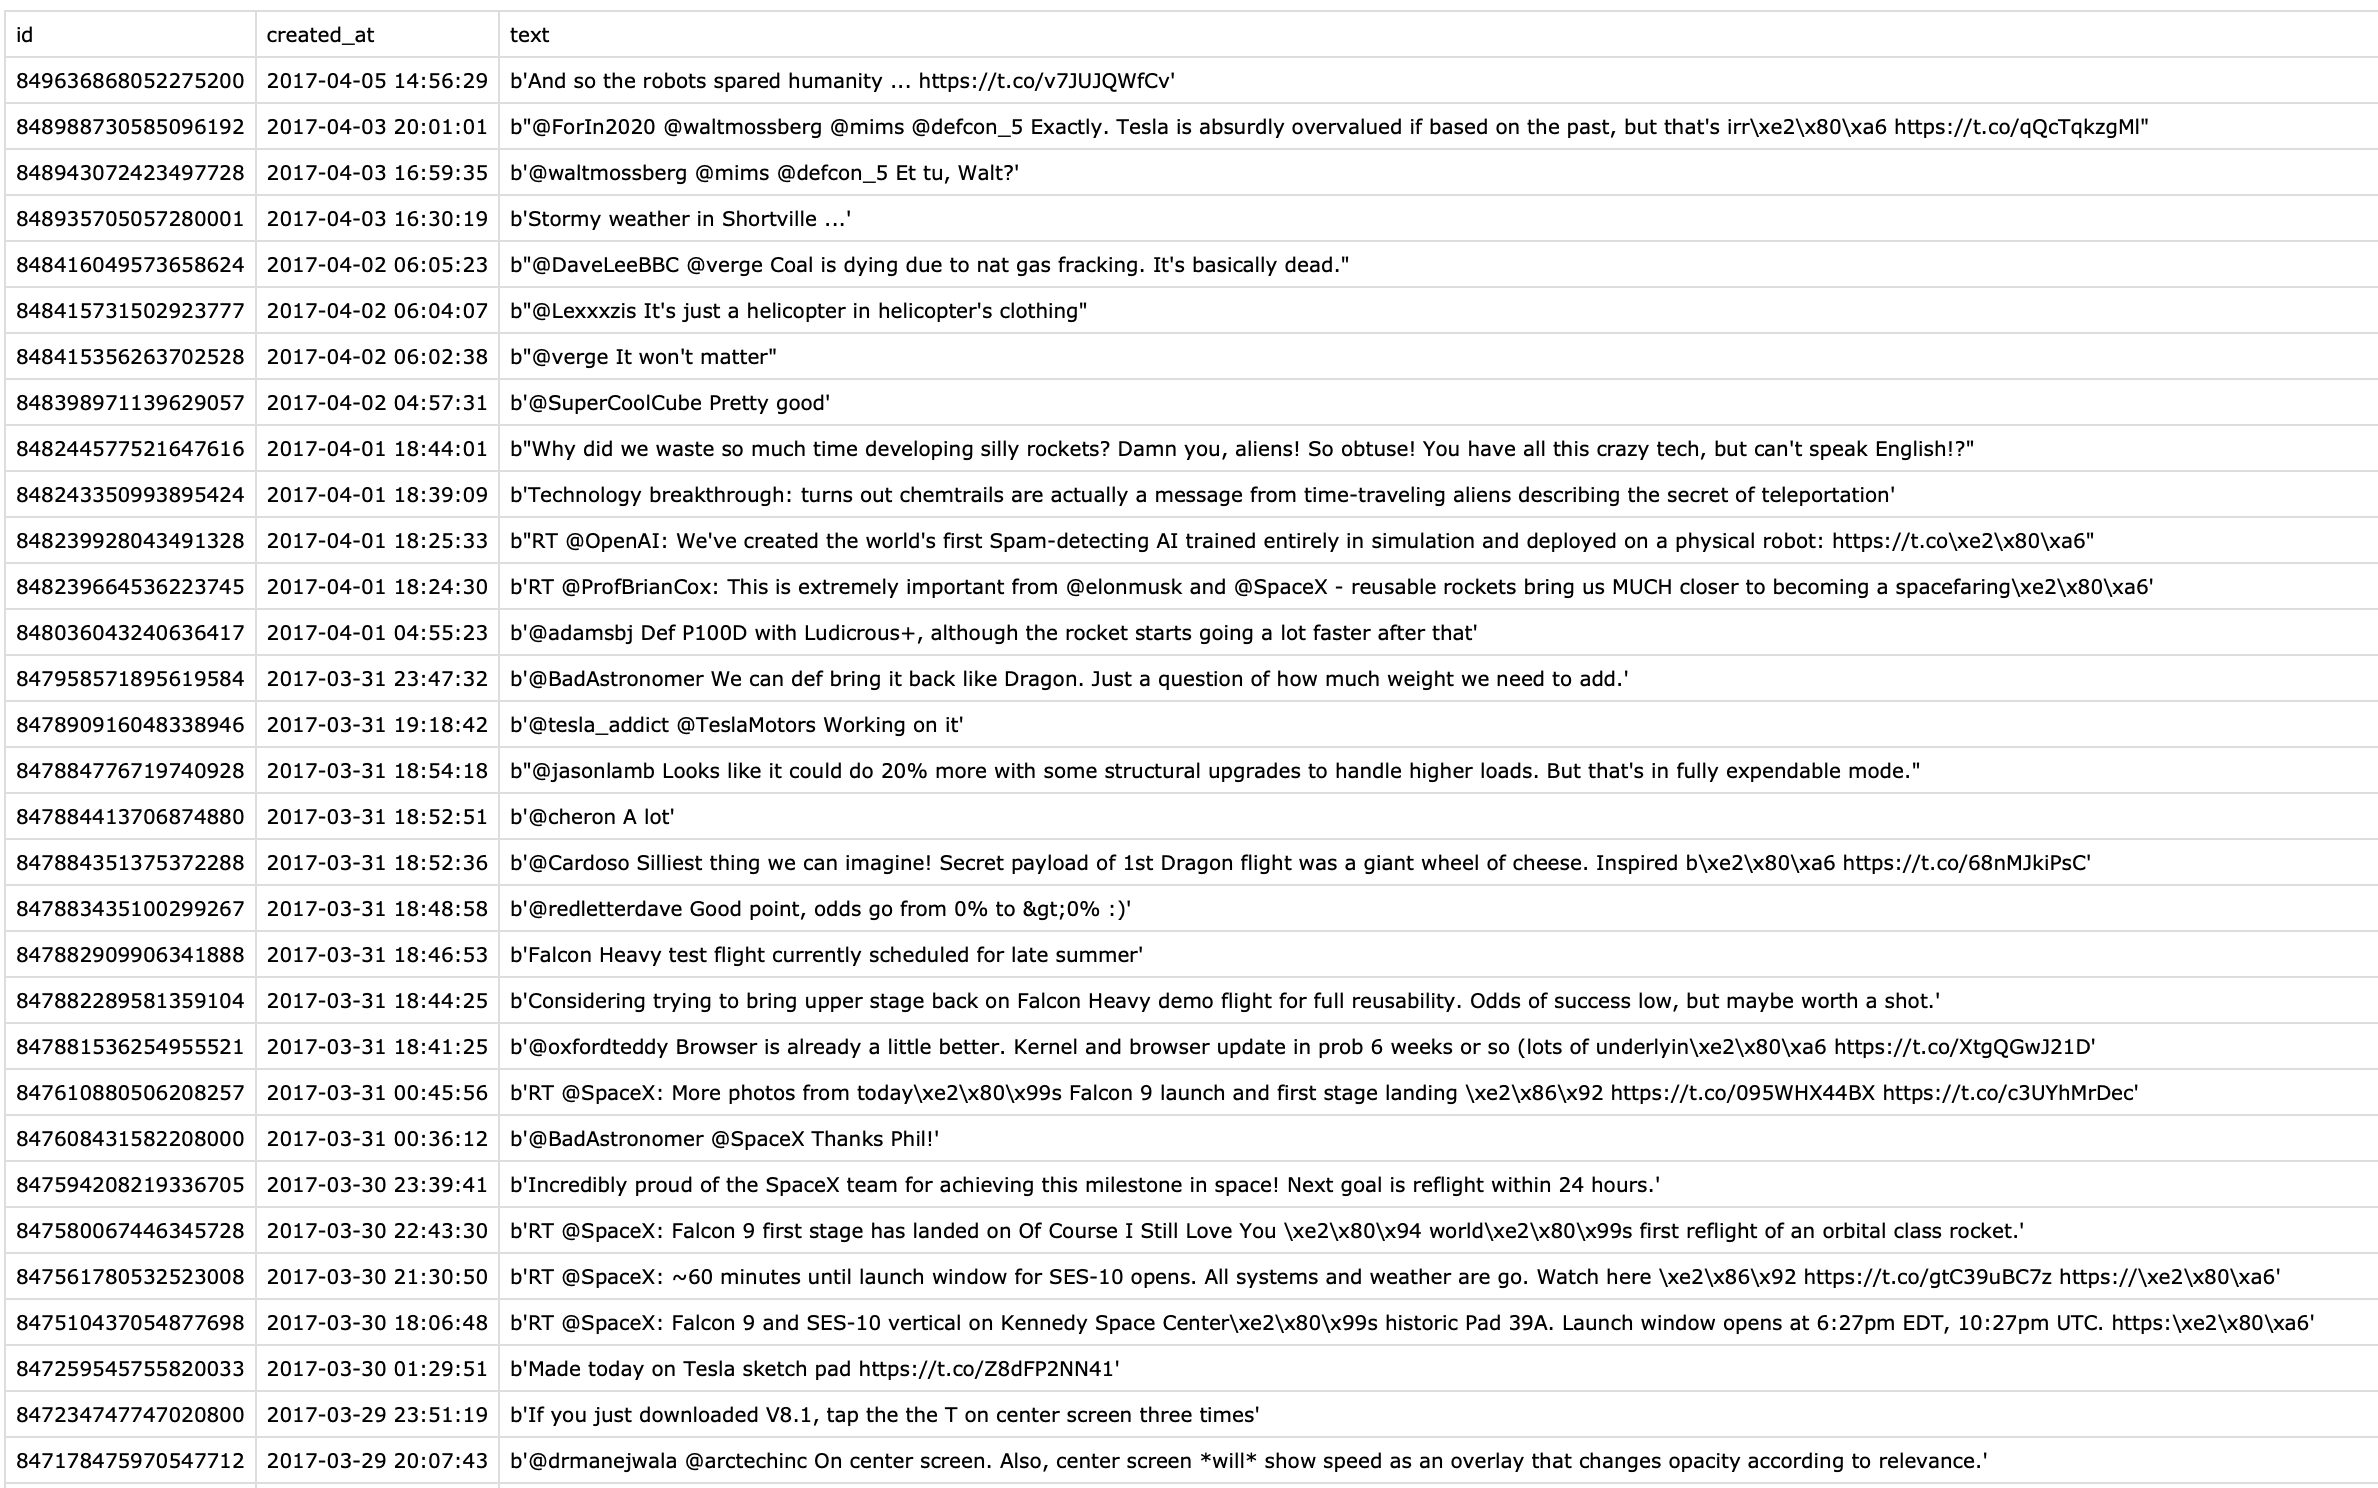 id created_at text
849636868052275200 2017-04-05 14:56:29 b'And so the robots spared humanity ... https://t.co/v7JUJQWfCv'
848988730585096192 2017-04-03 20:01:01 b"@ForIn2020 @waltmossberg @mims @defcon_5 Exactly. Tesla is absurdly overvalued if based on the past, but that's irr\xe2\x80\xa6 https://t.co/qQcTqkzgMl"
848943072423497728 2017-04-03 16:59:35 b'@waltmossberg @mims @defcon_5 Et tu, Walt?'
848935705057280001 2017-04-03 16:30:19 b'Stormy weather in Shortville ...'
848416049573658624 2017-04-02 06:05:23 b"@DaveLeeBBC @verge Coal is dying due to nat gas fracking. It's basically dead."
848415731502923777 2017-04-02 06:04:07 b"@Lexxxzis It's just a helicopter in helicopter's clothing"
848415356263702528 2017-04-02 06:02:38 b"@verge It won't matter"
848398971139629057 2017-04-02 04:57:31 b'@SuperCoolCube Pretty good'
848244577521647616 2017-04-01 18:44:01 b"Why did we waste so much time developing silly rockets? Damn you, aliens! So obtuse! You have all this crazy tech, but can't speak English!?"
848243350993895424 2017-04-01 18:39:09 b'Technology breakthrough: turns out chemtrails are actually a message from time-traveling aliens describing the secret of teleportation'
848239928043491328 2017-04-01 18:25:33 b"RT @OpenAI: We've created the world's first Spam-detecting AI trained entirely in simulation and deployed on a physical robot: https://t.co\xe2\x80\xa6"
848239664536223745 2017-04-01 18:24:30 b'RT @ProfBrianCox: This is extremely important from @elonmusk and @SpaceX - reusable rockets bring us MUCH closer to becoming a spacefaring\xe2\x80\xa6'
848036043240636417 2017-04-01 04:55:23 b'@adamsbj Def P100D with Ludicrous+, although the rocket starts going a lot faster after that'
847958571895619584 2017-03-31 23:47:32 b'@BadAstronomer We can def bring it back like Dragon. Just a question of how much weight we need to add.'
847890916048338946 2017-03-31 19:18:42 b'@tesla_addict @TeslaMotors Working on it'
847884776719740928 2017-03-31 18:54:18 b"@jasonlamb Looks like it could do 20% more with some structural upgrades to handle higher loads. But that's in fully expendable mode."
847884413706874880 2017-03-31 18:52:51 b'@cheron A lot'
847884351375372288 2017-03-31 18:52:36 b'@Cardoso Silliest thing we can imagine! Secret payload of 1st Dragon flight was a giant wheel of cheese. Inspired b\xe2\x80\xa6 https://t.co/68nMJkiPsC'
847883435100299267 2017-03-31 18:48:58 b'@redletterdave Good point, odds go from 0% to &gt;0% :)'
847882909906341888 2017-03-31 18:46:53 b'Falcon Heavy test flight currently scheduled for late summer'
847882289581359104 2017-03-31 18:44:25 b'Considering trying to bring upper stage back on Falcon Heavy demo flight for full reusability. Odds of success low, but maybe worth a shot.'
847881536254955521 2017-03-31 18:41:25 b'@oxfordteddy Browser is already a little better. Kernel and browser update in prob 6 weeks or so (lots of underlyin\xe2\x80\xa6 https://t.co/XtgQGwJ21D'
847610880506208257 2017-03-31 00:45:56 b'RT @SpaceX: More photos from today\xe2\x80\x99s Falcon 9 launch and first stage landing \xe2\x86\x92 https://t.co/095WHX44BX https://t.co/c3UYhMrDec'
847608431582208000 2017-03-31 00:36:12 b'@BadAstronomer @SpaceX Thanks Phil!'
847594208219336705 2017-03-30 23:39:41 b'Incredibly proud of the SpaceX team for achieving this milestone in space! Next goal is reflight within 24 hours.'
847580067446345728 2017-03-30 22:43:30 b'RT @SpaceX: Falcon 9 first stage has landed on Of Course I Still Love You \xe2\x80\x94 world\xe2\x80\x99s first reflight of an orbital class rocket.'
847561780532523008 2017-03-30 21:30:50 b'RT @SpaceX: ~60 minutes until launch window for SES-10 opens. All systems and weather are go. Watch here \xe2\x86\x92 https://t.co/gtC39uBC7z https://\xe2\x80\xa6'
847510437054877698 2017-03-30 18:06:48 b'RT @SpaceX: Falcon 9 and SES-10 vertical on Kennedy Space Center\xe2\x80\x99s historic Pad 39A. Launch window opens at 6:27pm EDT, 10:27pm UTC. https:\xe2\x80\xa6'
847259545755820033 2017-03-30 01:29:51 b'Made today on Tesla sketch pad https://t.co/Z8dFP2NN41'
847234747747020800 2017-03-29 23:51:19 b'If you just downloaded V8.1, tap the the T on center screen three times'
847178475970547712 2017-03-29 20:07:43 b'@drmanejwala @arctechinc On center screen. Also, center screen *will* show speed as an overlay that changes opacity according to relevance.'